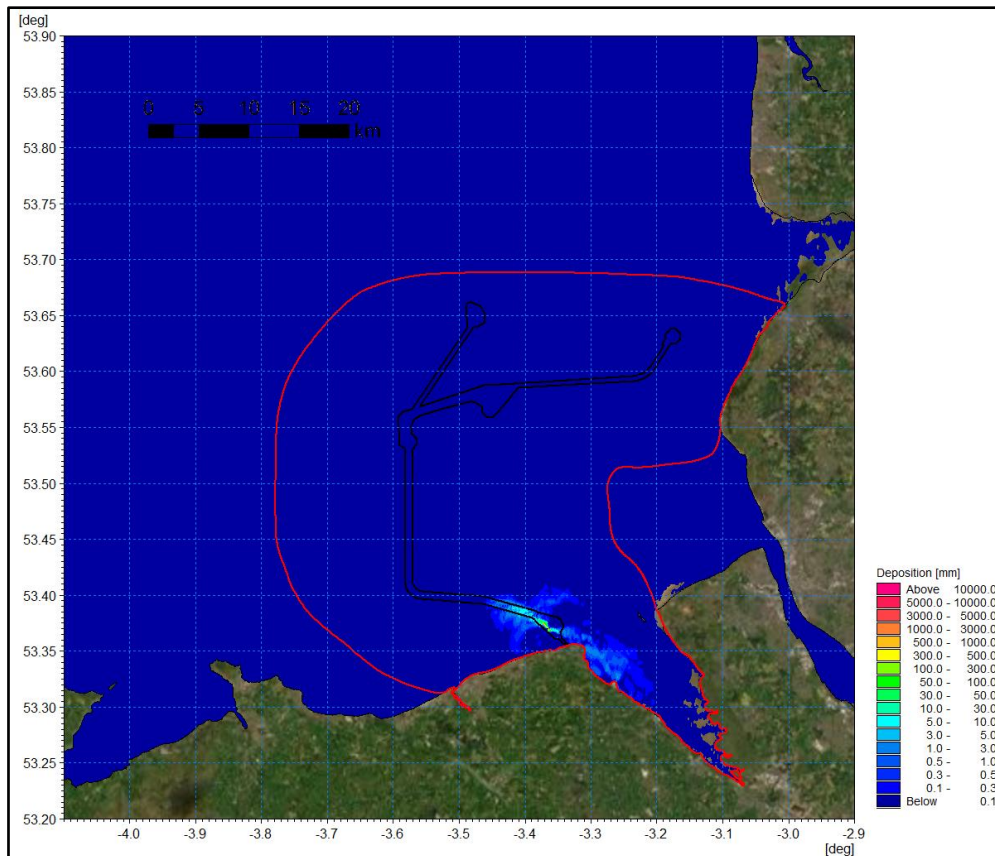 [deg]
53.90
53.85
53.80
53.75
53.70
53.65
53.60
53.55
53.50
53.45
53.40
53.35
53.30
53.25
53.20
0 5 10 15 20
km
-4.0 -3.9 -3.8 -3.7 -3.6 -3.5 -3.4 -3.3 -3.2 -3.1 -3.0 -2.9
[deg]
Deposition [mm]
Above 10000.0
5000.0 - 10000.0
3000.0 - 5000.0
1000.0 - 3000.0
500.0 - 1000.0
300.0 - 500.0
100.0 - 300.0
50.0 - 100.0
30.0 - 50.0
10.0 - 30.0
5.0 - 10.0
3.0 - 5.0
1.0 - 3.0
0.5 - 1.0
0.3 - 0.5
0.1 - 0.3
Below 0.1